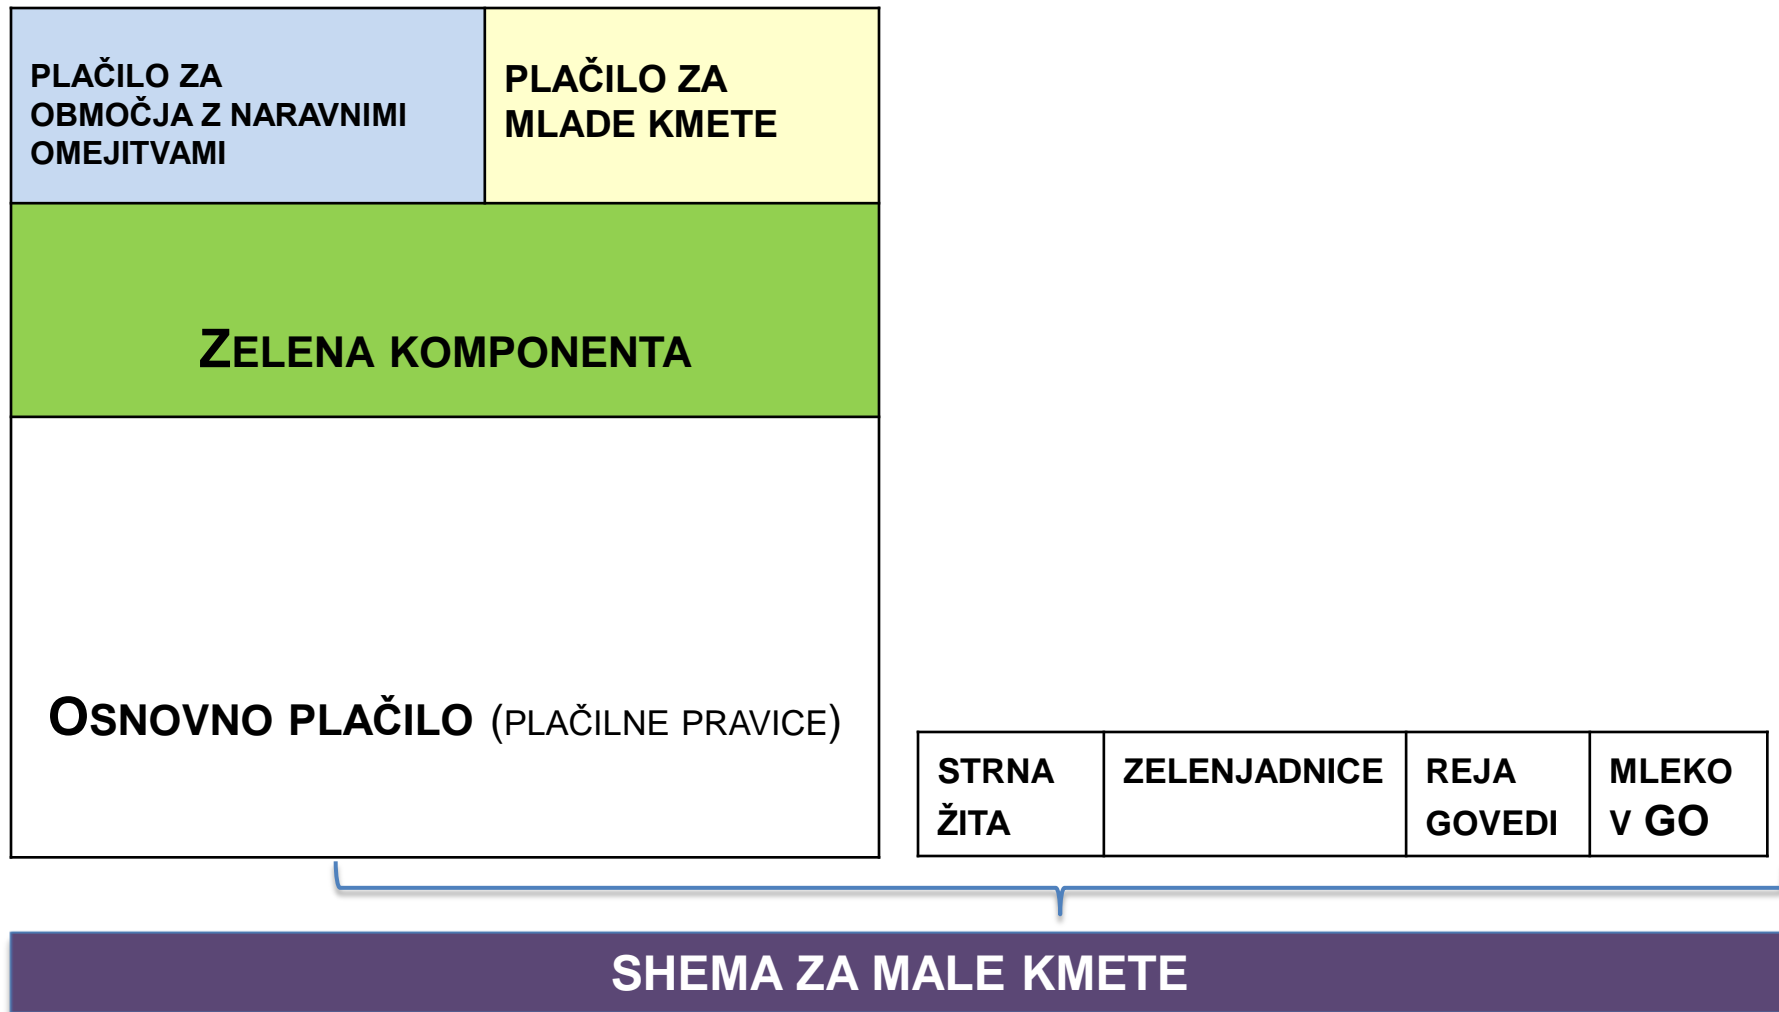 PLAČILO ZA
OBMOČJA Z NARAVNIMI
OMEJITVAMI
PLAČILO ZA
MLADE KMETE
ZELENA KOMPONENTA
OSNOVNO PLAČILO (PLAČILNE PRAVICE)
STRNA
ŽITA
ZELENJADNICE
REJA
GOVEDI
MLEKO
V GO
SHEMA ZA MALE KMETE